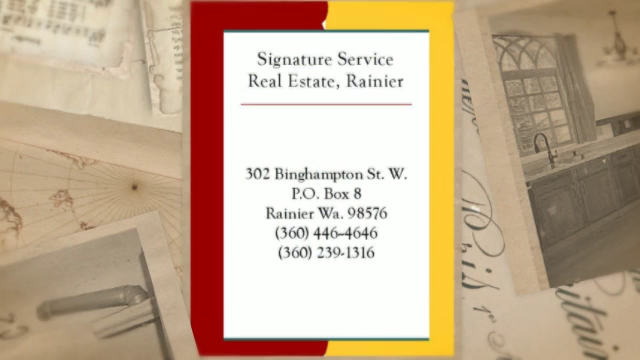 Signature Service
Real Estate, Rainier
302 Binghampton St. W.
P.O. Box 8
Rainier Wa. 98576
(360) 446-4646
(360) 239-1316